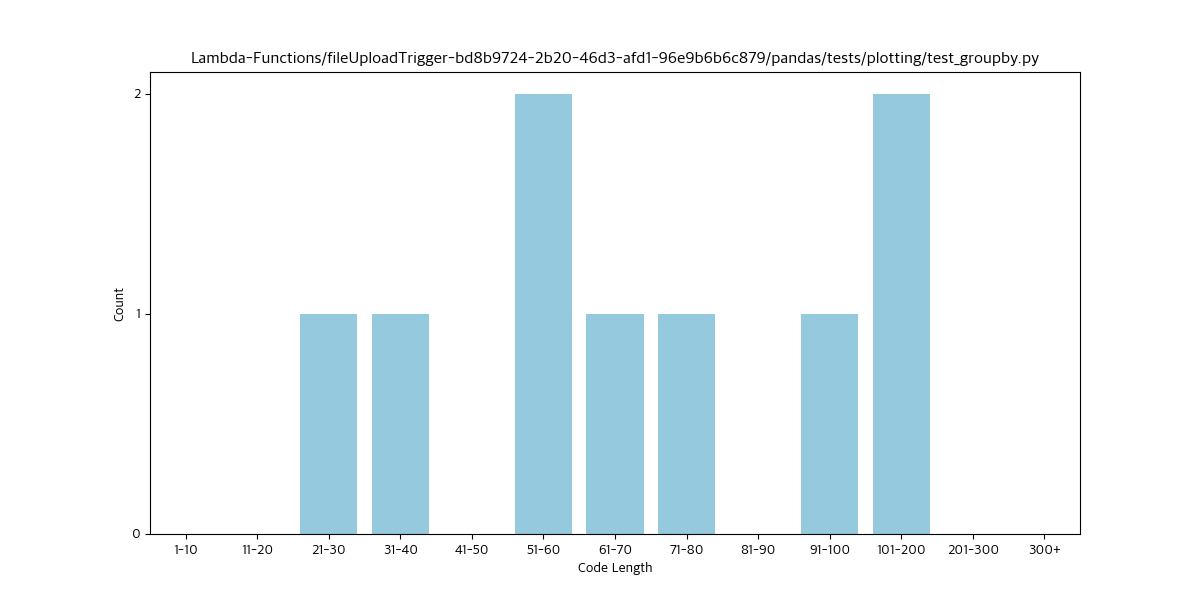 Lambda-Functions/fileUploadTrigger-bd8b9724-2b20-46d3-afd1-96e9b6b6c879/pandas/tests/plotting/test_groupby.py
2
1
0
Count
1-10 11-20 21-30 31-40 41-50 51-60 61-70 71-80 81-90 91-100 101-200 201-300 300+
Code Length